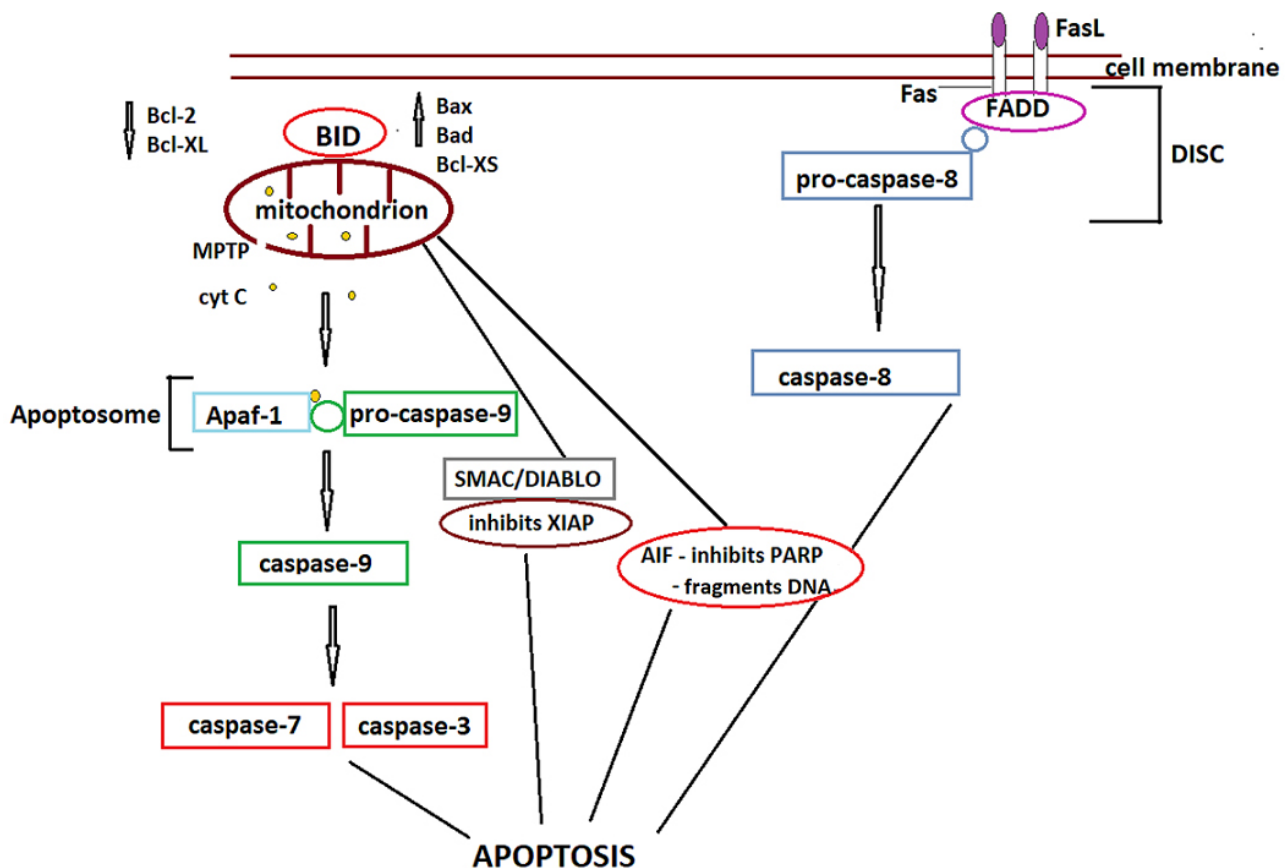 FasL
cell membrane
Fas
FADD
DISC
Bcl-2
Bcl-XL
BID
Bax
Bad
Bcl-XS
pro-caspase-8
mitochondrion
MPTP
cyt C
caspase-8
Apoptosome
Apaf-1
pro-caspase-9
SMAC/DIABLO
inhibits XIAP
AIF - inhibits PARP
- fragments DNA
caspase-9
caspase-7
caspase-3
APOPTOSIS